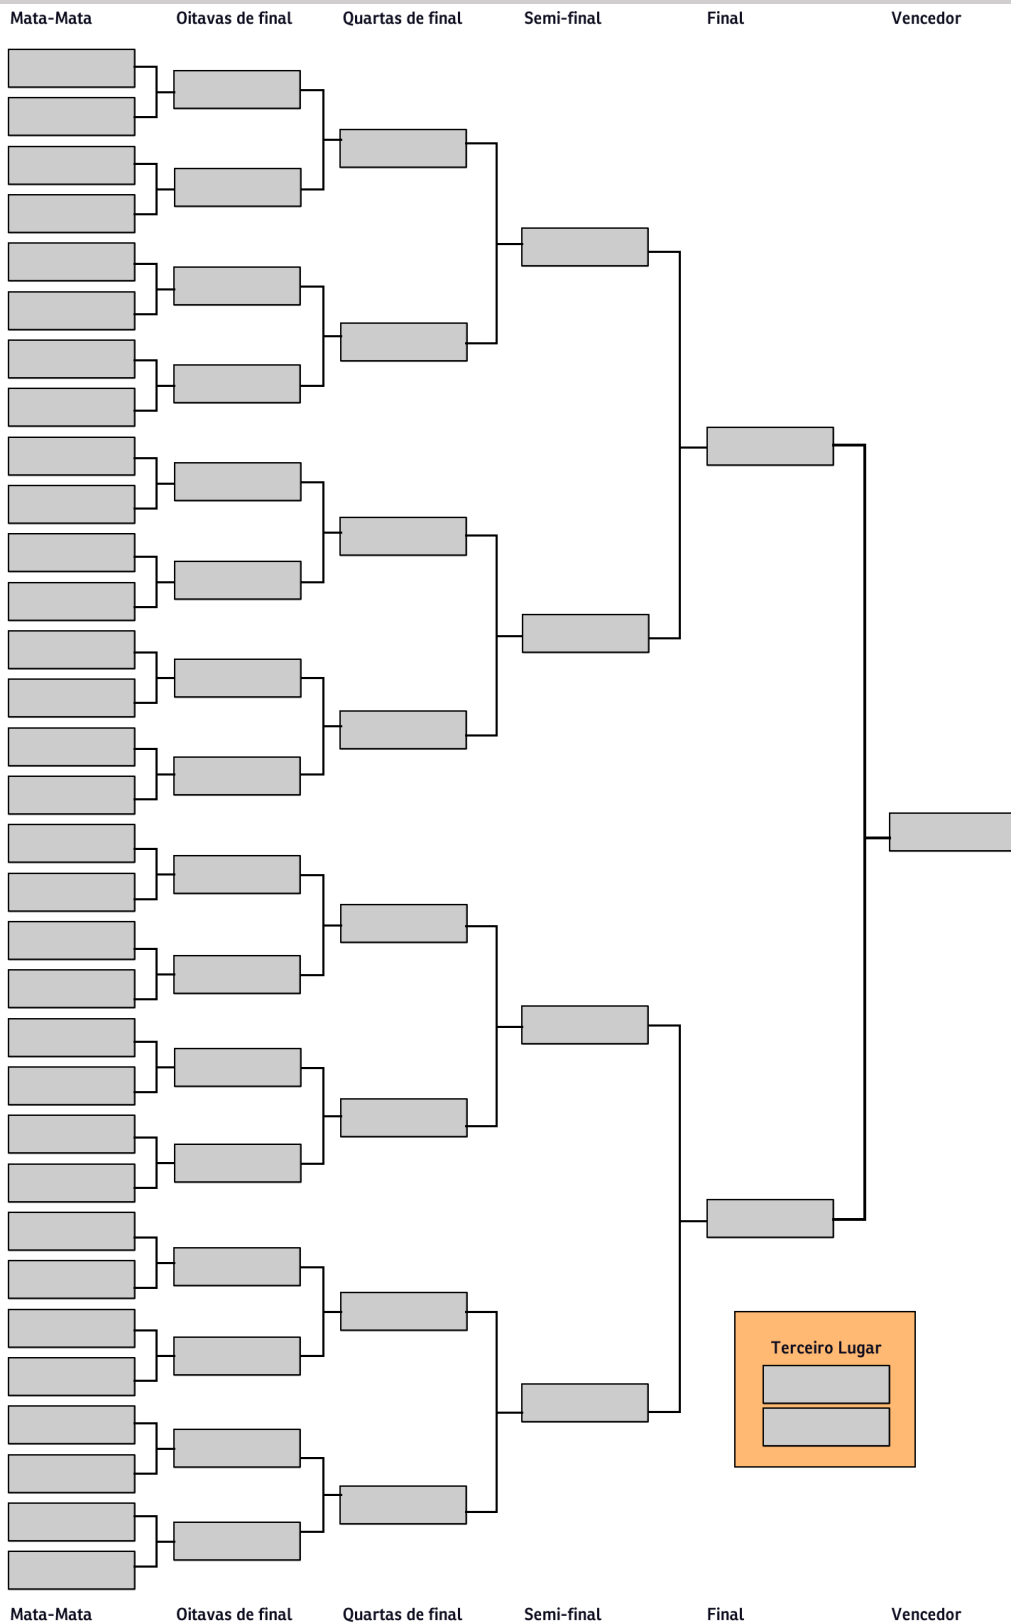 Mata-Mata
Oitavas de final
Quartas de final
Semi-final
Final
Vencedor
Terceiro Lugar
Mata-Mata
Oitavas de final
Quartas de final
Semi-final
Final
Vencedor